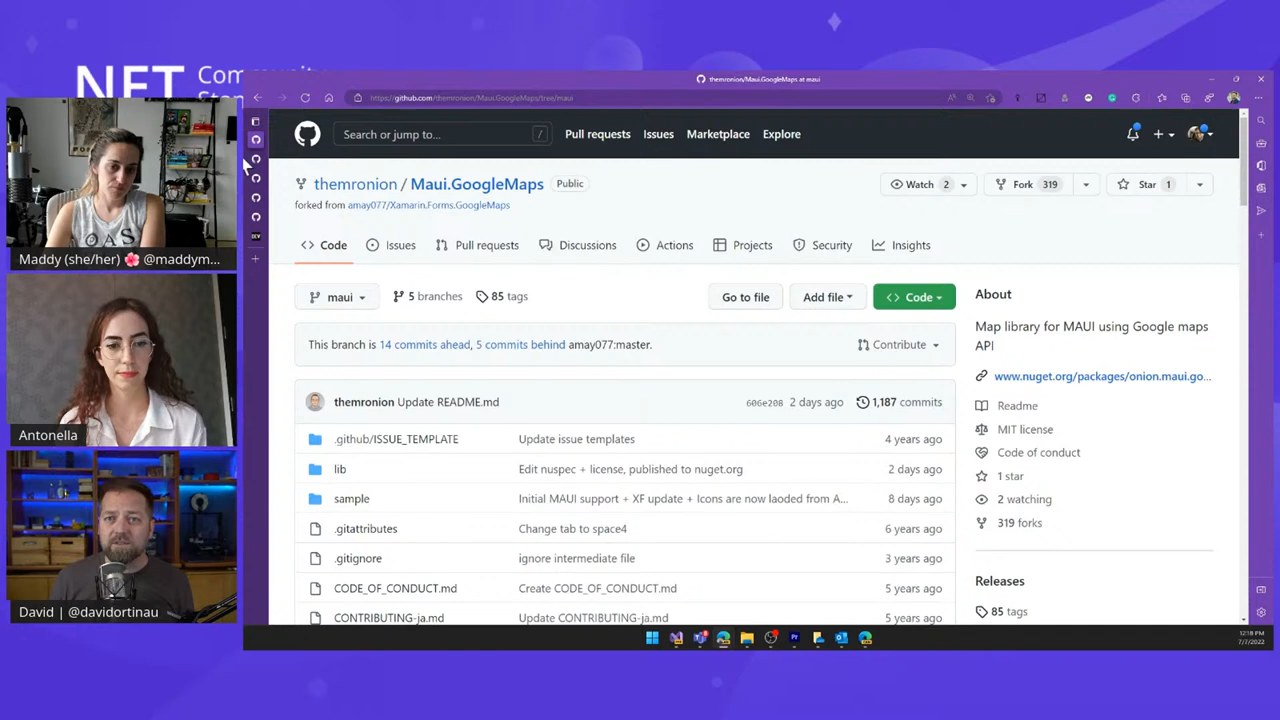 NET Community
Maddy (she/her) 🌸 @maddym...
Antonella
David | @davidortinau
themronion/Maui.GoogleMaps at maui
https://github.com/themronion/Maui.GoogleMaps/tree/maui
Search or jump to... /
Pull requests Issues Marketplace Explore
themronion / Maui.GoogleMaps Public
forked from amay077/Xamarin.Forms.GoogleMaps
Watch 2 Fork 319 Star 1
Code Issues Pull requests Discussions Actions Projects Security Insights
maui 5 branches 85 tags Go to file Add file Code
This branch is 14 commits ahead, 5 commits behind amay077:master. Contribute
themronion Update README.md 606e208 2 days ago 1,187 commits
.github/ISSUE_TEMPLATE Update issue templates 4 years ago
lib Edit nuspec + license, published to nuget.org 2 days ago
sample Initial MAUI support + XF update + Icons are now laoded from A... 8 days ago
.gitattributes Change tab to space4 6 years ago
.gitignore ignore intermediate file 3 years ago
CODE_OF_CONDUCT.md Create CODE_OF_CONDUCT.md 5 years ago
CONTRIBUTING-ja.md Update CONTRIBUTING-ja.md 5 years ago
About
Map library for MAUI using Google maps
API
www.nuget.org/packages/onion.maui.go...
Readme
MIT license
Code of conduct
1 star
2 watching
319 forks
Releases
85 tags
12:18 PM
7/7/2022